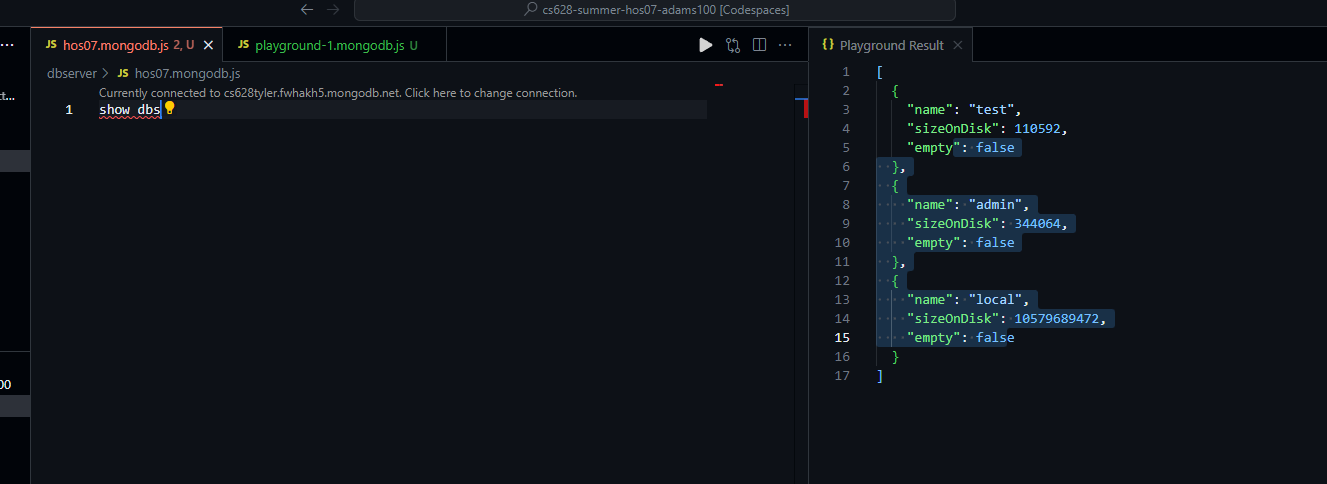 cs628-summer-hos07-adams100 [Codespaces]
JS hos07.mongodb.js 2, U
JS playground-1.mongodb.js U
{} Playground Result
dbserver > JS hos07.mongodb.js
Currently connected to cs628tyler.fwhakh5.mongodb.net. Click here to change connection.
1 show dbs
1 [
2 {
3 "name": "test",
4 "sizeOnDisk": 110592,
5 "empty": false
6 },
7 {
8 "name": "admin",
9 "sizeOnDisk": 344064,
10 "empty": false
11 },
12 {
13 "name": "local",
14 "sizeOnDisk": 10579689472,
15 "empty": false
16 }
17 ]